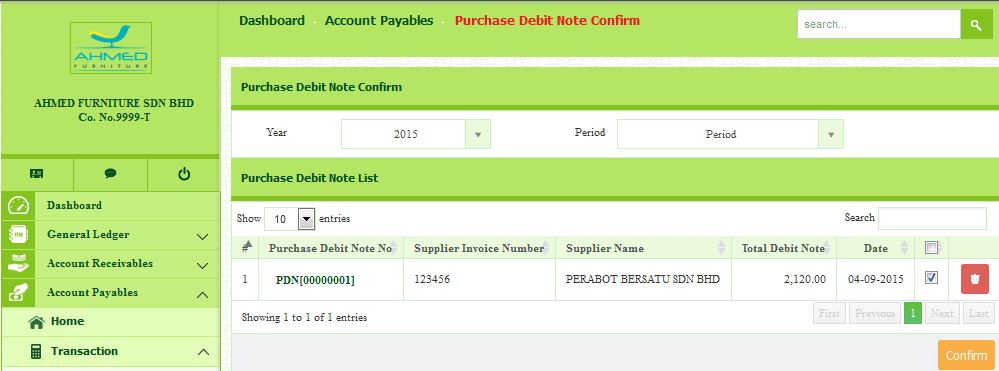 Dashboard - Account Payables - Purchase Debit Note Confirm
search...
AHMED
FURNITURE
AHMED FURNITURE SDN BHD
Co. No.9999-T
Dashboard
General Ledger
RM
Account Receivables
Account Payables
Home
Transaction
Purchase Debit Note Confirm
Year 2015 Period Period
Purchase Debit Note List
Show 10 entries Search
# Purchase Debit Note No Supplier Invoice Number Supplier Name Total Debit Note Date
1 PDN[00000001] 123456 PERABOT BERSATU SDN BHD 2,120.00 04-09-2015
Showing 1 to 1 of 1 entries
First Previous 1 Next Last
Confirm